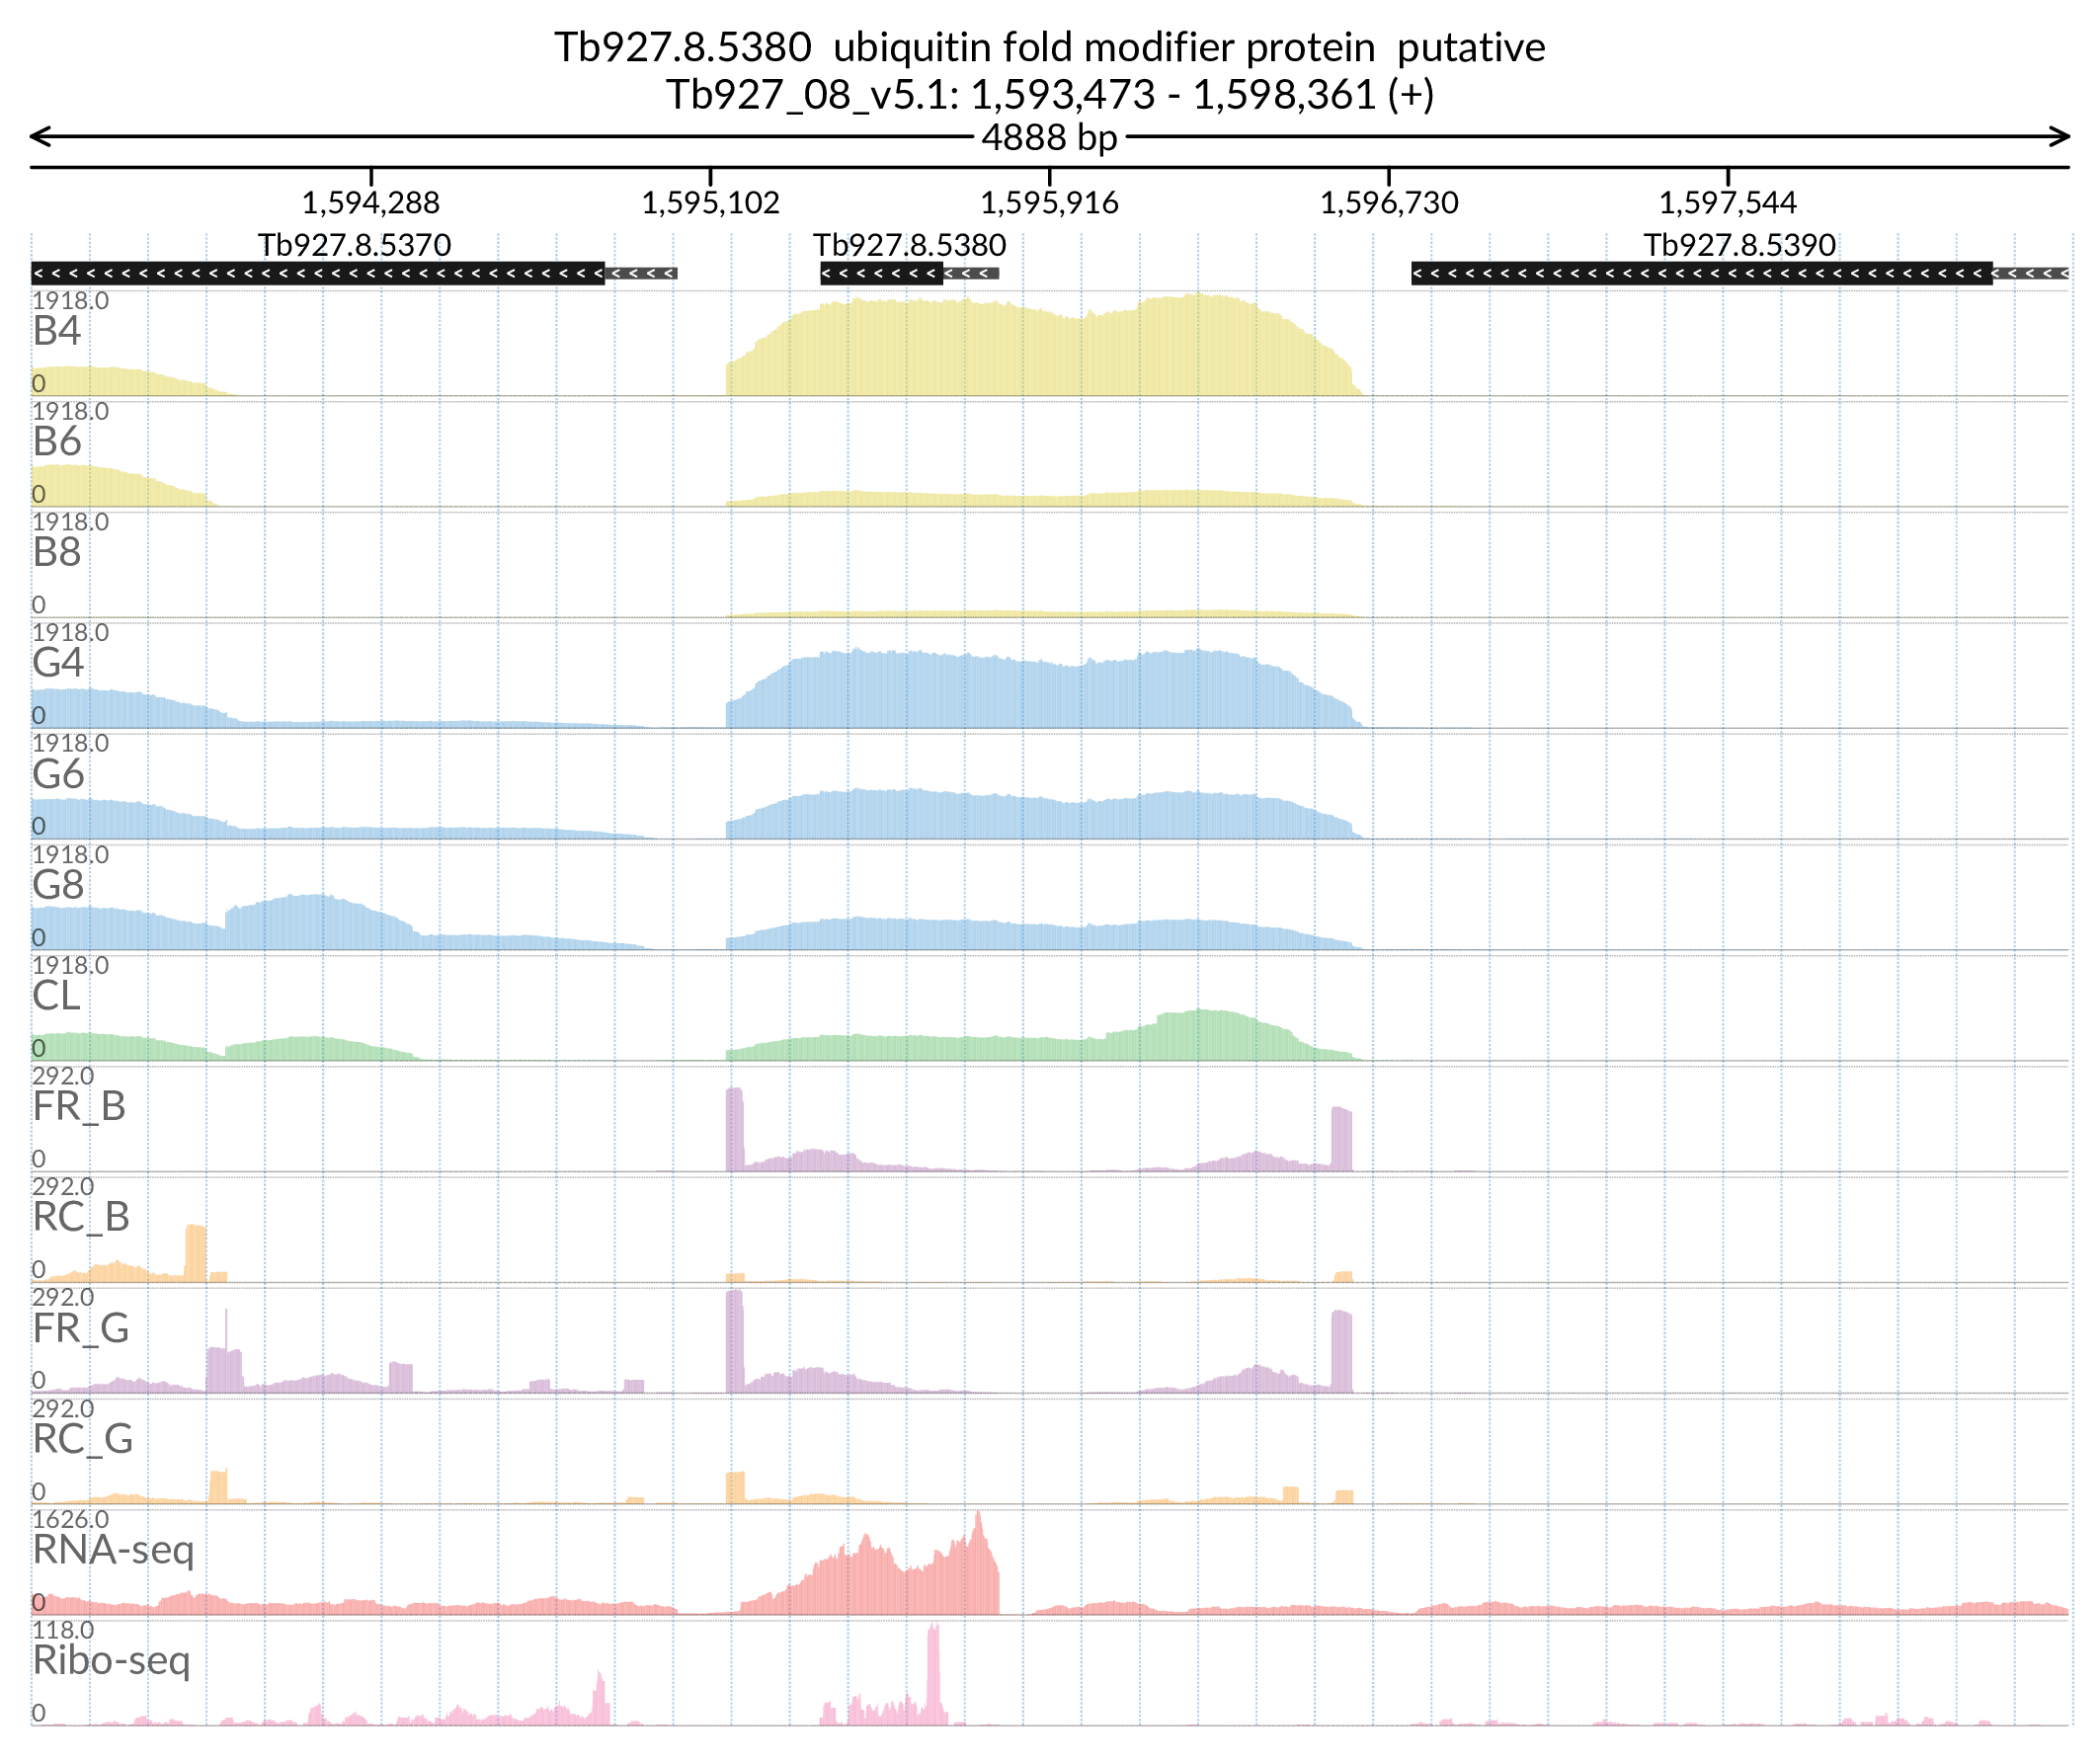 Tb927.8.5380  ubiquitin fold modifier protein  putative
Tb927_08_v5.1: 1,593,473 - 1,598,361 (+)
4888 bp
1,594,288 1,595,102 1,595,916 1,596,730 1,597,544
Tb927.8.5370 Tb927.8.5380 Tb927.8.5390
1918.0
B4
0
1918.0
B6
0
1918.0
B8
0
1918.0
G4
0
1918.0
G6
0
1918.0
G8
0
1918.0
CL
0
292.0
FR_B
0
292.0
RC_B
0
292.0
FR_G
0
292.0
RC_G
0
1626.0
RNA-seq
0
118.0
Ribo-seq
0